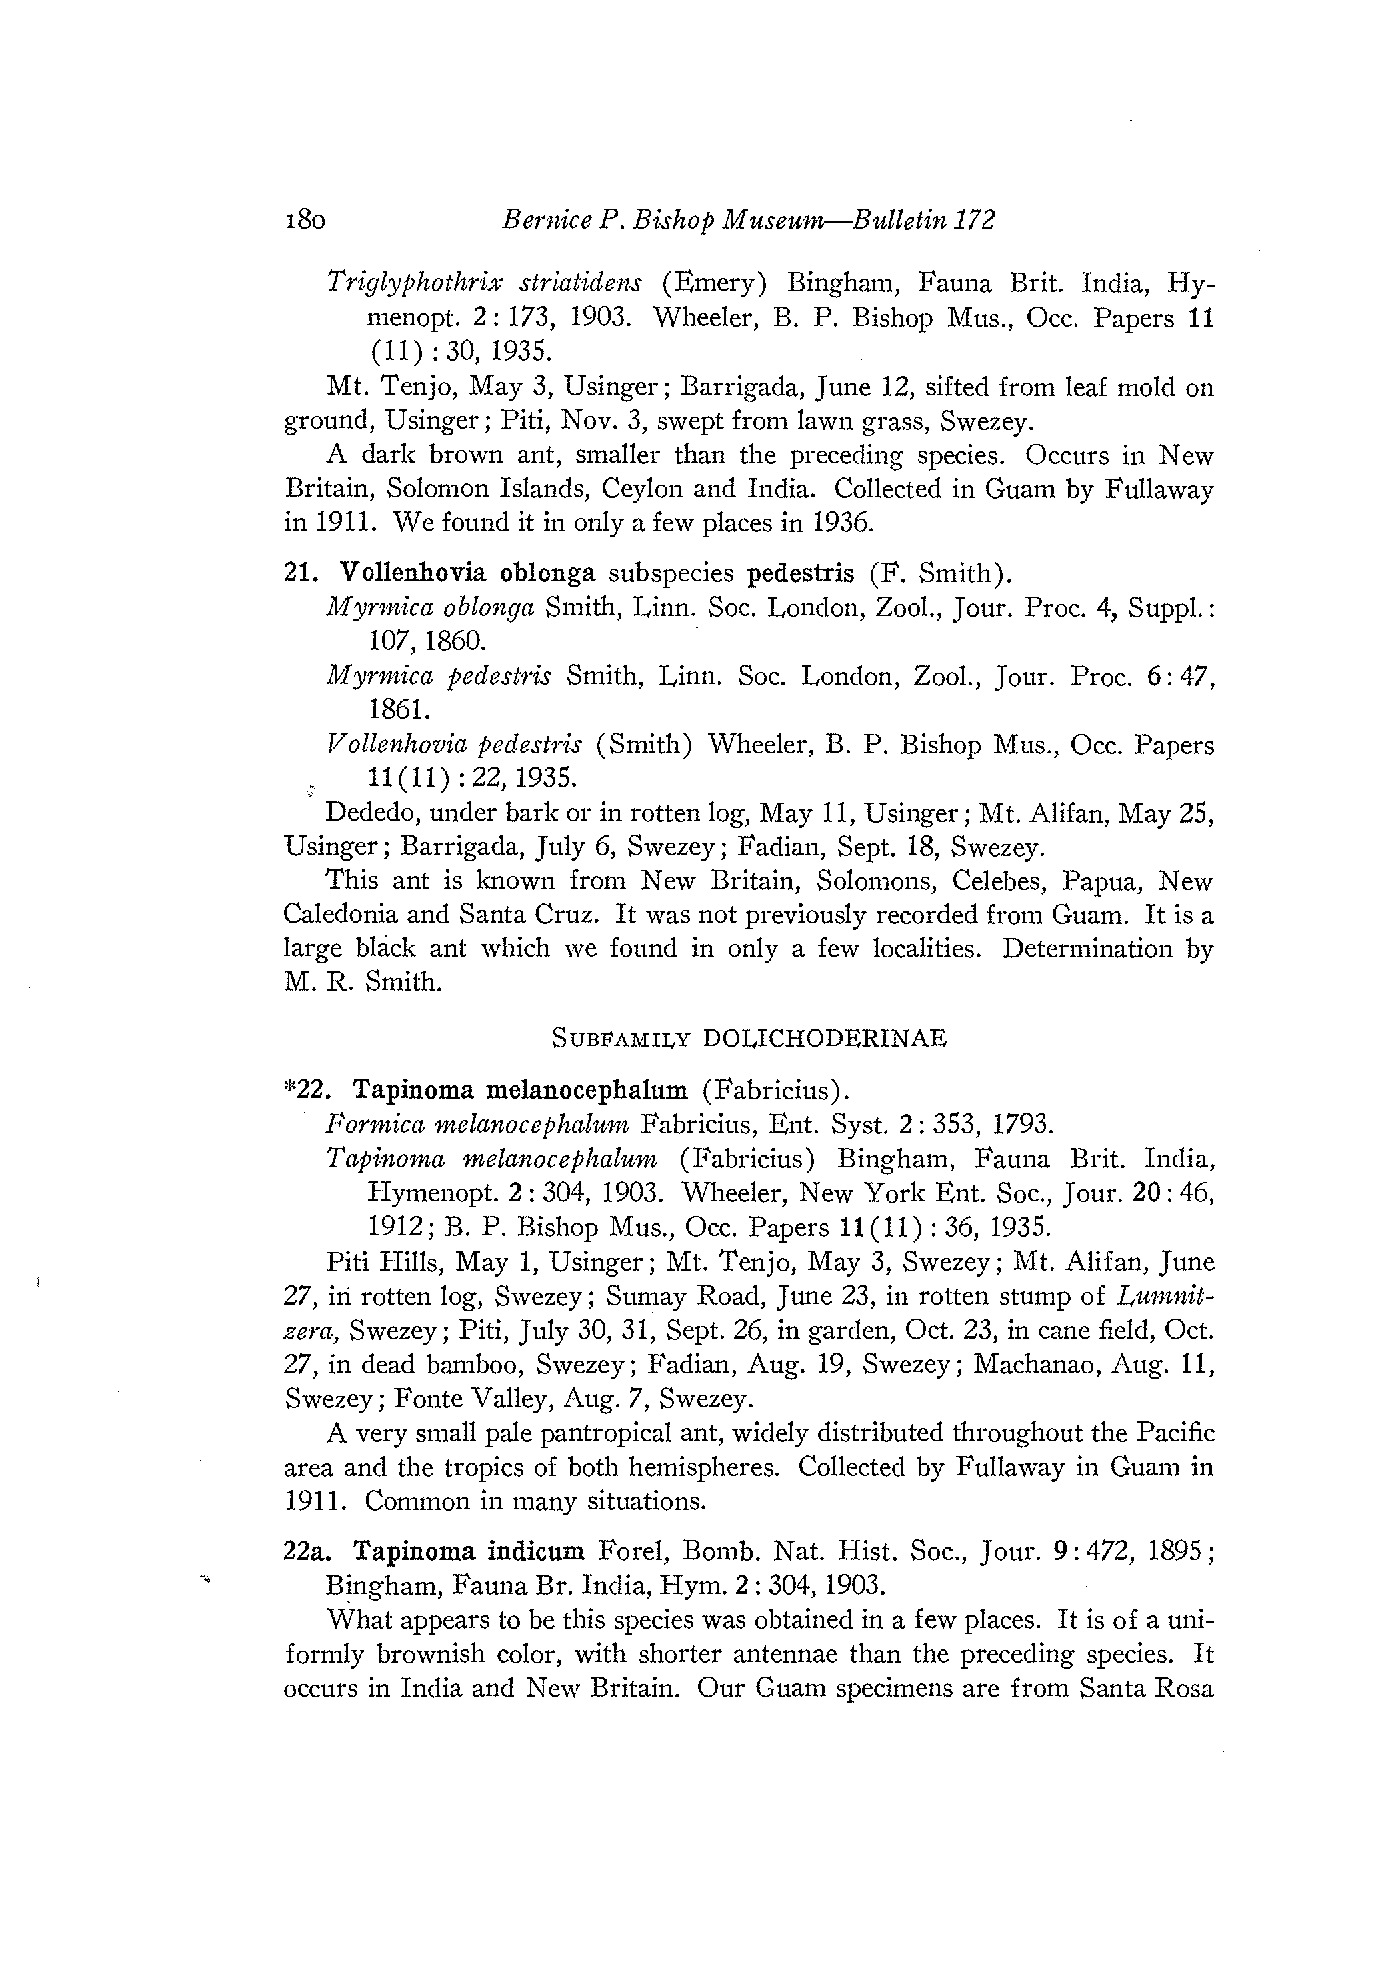 180 Bernice P. Bishop Museum—Bulletin 172
Triglyphothrix striatidens (Emery) Bingham, Fauna Brit. India, Hy-
menopt. 2: 173, 1903. Wheeler, B. P. Bishop Mus., Occ. Papers 11
(11) : 30, 1935.
Mt. Tenjo, May 3, Usinger; Barrigada, June 12, sifted from leaf mold on
ground, Usinger; Piti, Nov. 3, swept from lawn grass, Swezey.
A dark brown ant, smaller than the preceding species. Occurs in New
Britain, Solomon Islands, Ceylon and India. Collected in Guam by Fullaway
in 1911. We found it in only a few places in 1936.
21. Vollenhovia oblonga subspecies pedestris (F. Smith).
Myrmica oblonga Smith, Linn. Soc. London, Zool., Jour. Proc. 4, Suppl.:
107, 1860.
Myrmica pedestris Smith, Linn. Soc. London, Zool., Jour. Proc. 6: 47,
1861.
Vollenhovia pedestris (Smith) Wheeler, B. P. Bishop Mus., Occ. Papers
11(11) : 22, 1935.
Dededo, under bark or in rotten log, May 11, Usinger; Mt. Alifan, May 25,
Usinger; Barrigada, July 6, Swezey; Fadian, Sept. 18, Swezey.
This ant is known from New Britain, Solomons, Celebes, Papua, New
Caledonia and Santa Cruz. It was not previously recorded from Guam. It is a
large black ant which we found in only a few localities. Determination by
M. R. Smith.
SUBFAMILY DOLICHODERINAE
*22. Tapinoma melanocephalum (Fabricius).
Formica melanocephalum Fabricius, Ent. Syst. 2: 353, 1793.
Tapinoma melanocephalum (Fabricius) Bingham, Fauna Brit. India,
Hymenopt. 2: 304, 1903. Wheeler, New York Ent. Soc., Jour. 20: 46,
1912; B. P. Bishop Mus., Occ. Papers 11(11) : 36, 1935.
Piti Hills, May 1, Usinger; Mt. Tenjo, May 3, Swezey; Mt. Alifan, June
27, in rotten log, Swezey; Sumay Road, June 23, in rotten stump of Lumnit-
zera, Swezey; Piti, July 30, 31, Sept. 26, in garden, Oct. 23, in cane field, Oct.
27, in dead bamboo, Swezey; Fadian, Aug. 19, Swezey; Machanao, Aug. 11,
Swezey; Fonte Valley, Aug. 7, Swezey.
A very small pale pantropical ant, widely distributed throughout the Pacific
area and the tropics of both hemispheres. Collected by Fullaway in Guam in
1911. Common in many situations.
22a. Tapinoma indicum Forel, Bomb. Nat. Hist. Soc., Jour. 9: 472, 1895;
Bingham, Fauna Br. India, Hym. 2: 304, 1903.
What appears to be this species was obtained in a few places. It is of a uni-
formly brownish color, with shorter antennae than the preceding species. It
occurs in India and New Britain. Our Guam specimens are from Santa Rosa